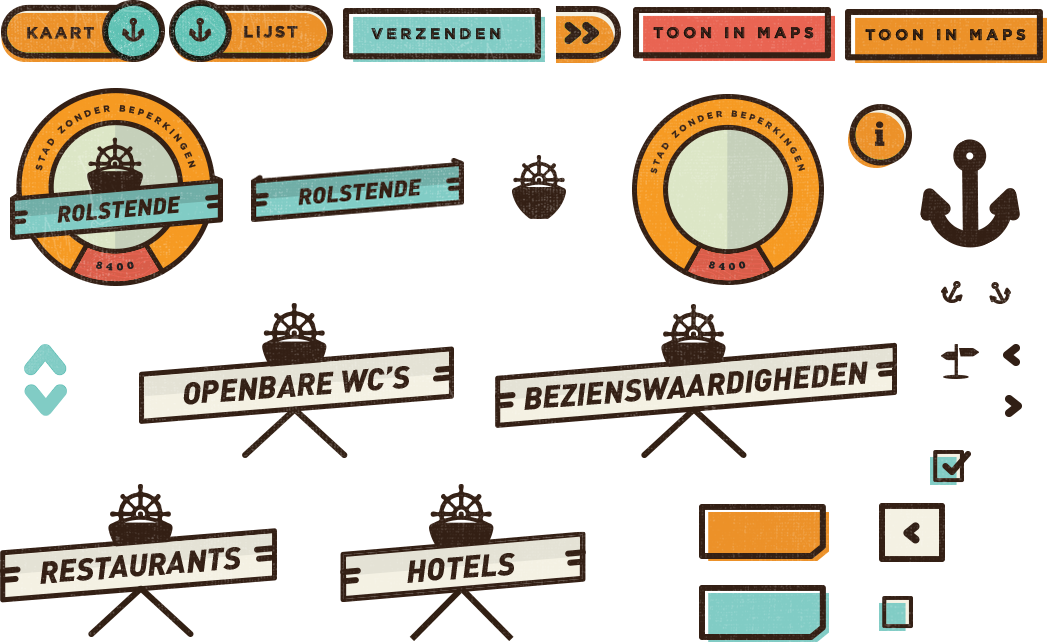 KAART
LIJST
VERZENDEN
TOON IN MAPS
TOON IN MAPS
STAD ZONDER BEPERKINGEN
ROLSTENDE
8400
ROLSTENDE
STAD ZONDER BEPERKINGEN
8400
i
OPENBARE WC'S
BEZIENSWAARDIGHEDEN
RESTAURANTS
HOTELS